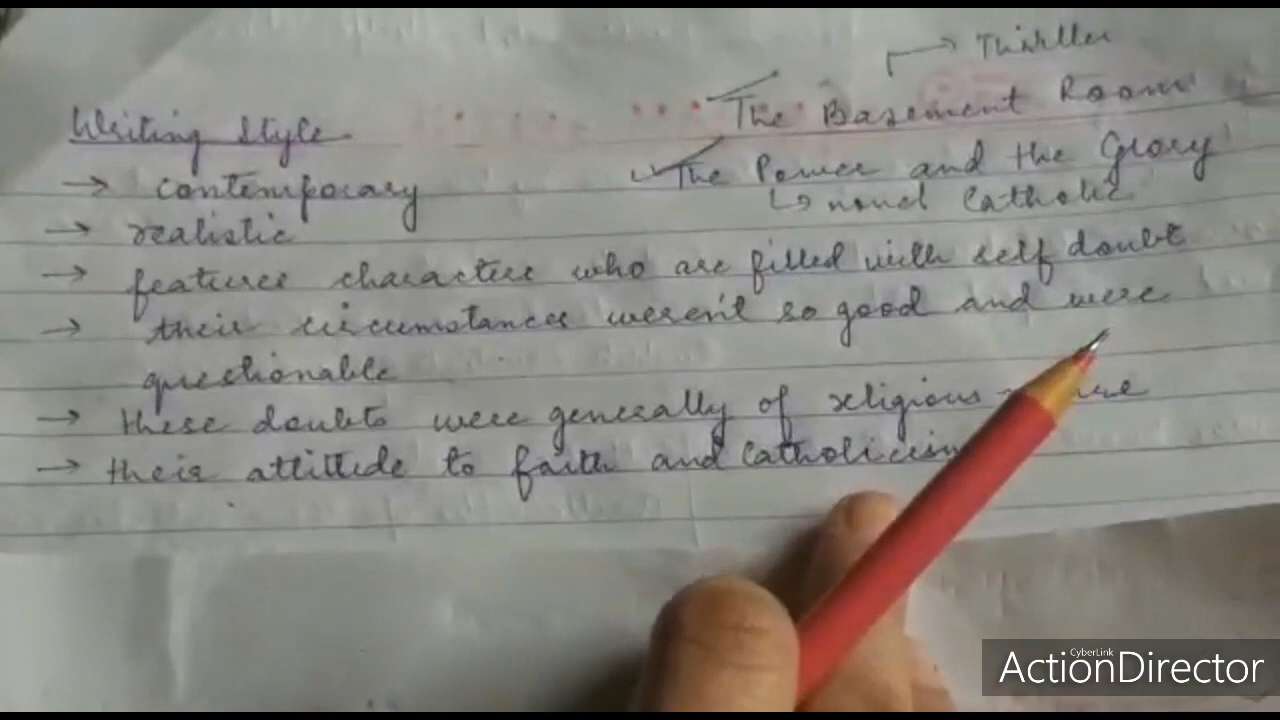 → Thirller
The Basement Room
Writing Style
The Power and the Glory
→ contemporary
↳ novel Catholic
→ realistic
→ features characters who are filled with self doubt
→ their circumstances weren't so good and were
questionable
→ these doubts were generally of religious
→ their attitude to faith and Catholicism
CyberLink
ActionDirector